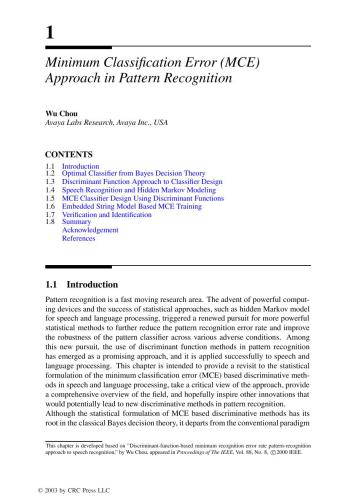 1
Minimum Classification Error (MCE)
Approach in Pattern Recognition
Wu Chou
Avaya Labs Research, Avaya Inc., USA
CONTENTS
1.1 Introduction
1.2 Optimal Classifier from Bayes Decision Theory
1.3 Discriminant Function Approach to Classifier Design
1.4 Speech Recognition and Hidden Markov Modeling
1.5 MCE Classifier Design Using Discriminant Functions
1.6 Embedded String Model Based MCE Training
1.7 Verification and Identification
1.8 Summary
Acknowledgement
References
1.1 Introduction
Pattern recognition is a fast moving research area. The advent of powerful comput-
ing devices and the success of statistical approaches, such as hidden Markov model
for speech and language processing, triggered a renewed pursuit for more powerful
statistical methods to further reduce the pattern recognition error rate and improve
the robustness of the pattern classifier across various adverse conditions. Among
this new pursuit, the use of discriminant function methods in pattern recognition
has emerged as a promising approach, and it is applied successfully to speech and
language processing. This chapter is intended to provide a revisit to the statistical
formulation of the minimum classification error (MCE) based discriminative meth-
ods in speech and language processing, take a critical view of the approach, provide
a comprehensive overview of the field, and hopefully inspire other innovations that
would potentially lead to new discriminative methods in pattern recognition.
Although the statistical formulation of MCE based discriminative methods has its
root in the classical Bayes decision theory, it departs from the conventional paradigm
This chapter is developed based on "Discriminant-function-based minimum recognition error rate pattern-recognition
approach to speech recognition," by Wu Chou, appeared in Proceedings of The IEEE, Vol. 88, No. 8, ©2000 IEEE.
© 2003 by CRC Press LLC